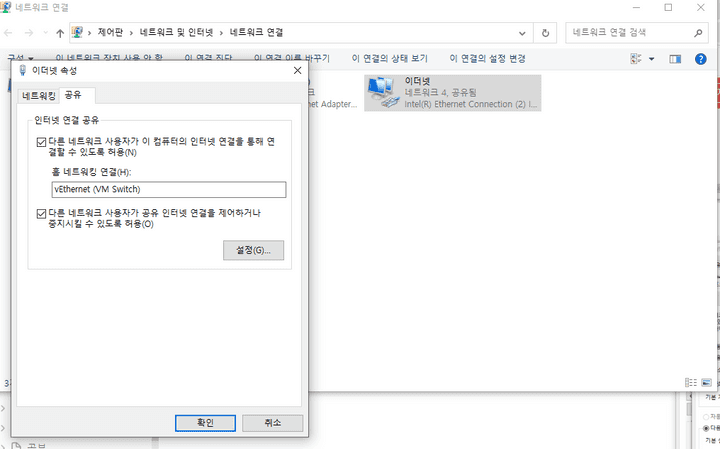 네트워크 연결
제어판 > 네트워크 및 인터넷 > 네트워크 연결
네트워크 연결 검색
구성 이 네트워크 장치 사용 안 함 이 연결 진단 이 연결 이름 바꾸기 이 연결의 상태 보기 이 연결의 설정 변경
이더넷 속성
네트워킹 공유
인터넷 연결 공유
다른 네트워크 사용자가 이 컴퓨터의 인터넷 연결을 통해 연
결할 수 있도록 허용(N)
홈 네트워킹 연결(H):
vEthernet (VM Switch)
다른 네트워크 사용자가 공유 인터넷 연결을 제어하거나
중지시킬 수 있도록 허용(O)
설정(G)...
확인 취소
net Adapter...
이더넷
네트워크 4, 공유됨
Intel(R) Ethernet Connection (2) I...
기본
다음
기본